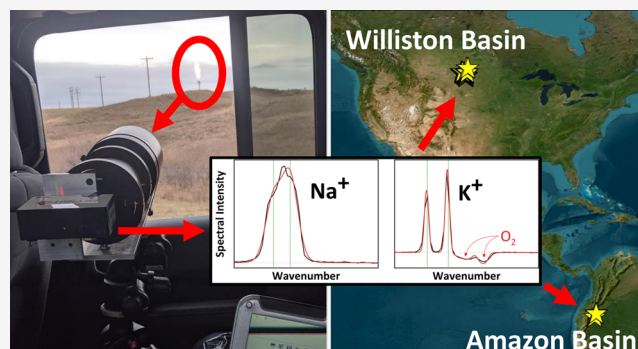 Williston Basin
Na+
K+
O2
Spectral Intensity
Wavenumber
Wavenumber
Amazon Basin